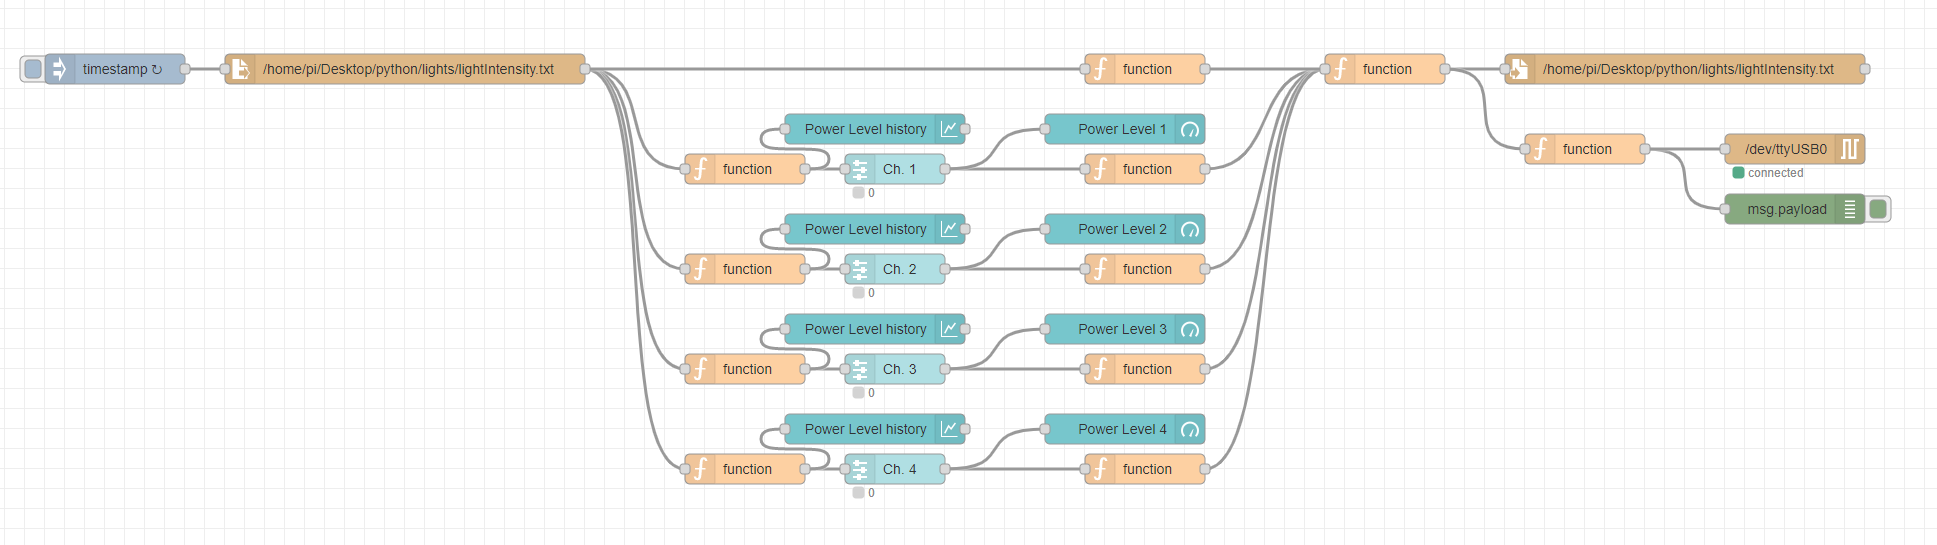 timestamp ↻
/home/pi/Desktop/python/lights/lightIntensity.txt
function
function
/home/pi/Desktop/python/lights/lightIntensity.txt
Power Level history
Power Level 1
function
Ch. 1
function
0
function
/dev/ttyUSB0
connected
msg.payload
Power Level history
Power Level 2
function
Ch. 2
function
0
Power Level history
Power Level 3
function
Ch. 3
function
0
Power Level history
Power Level 4
function
Ch. 4
function
0